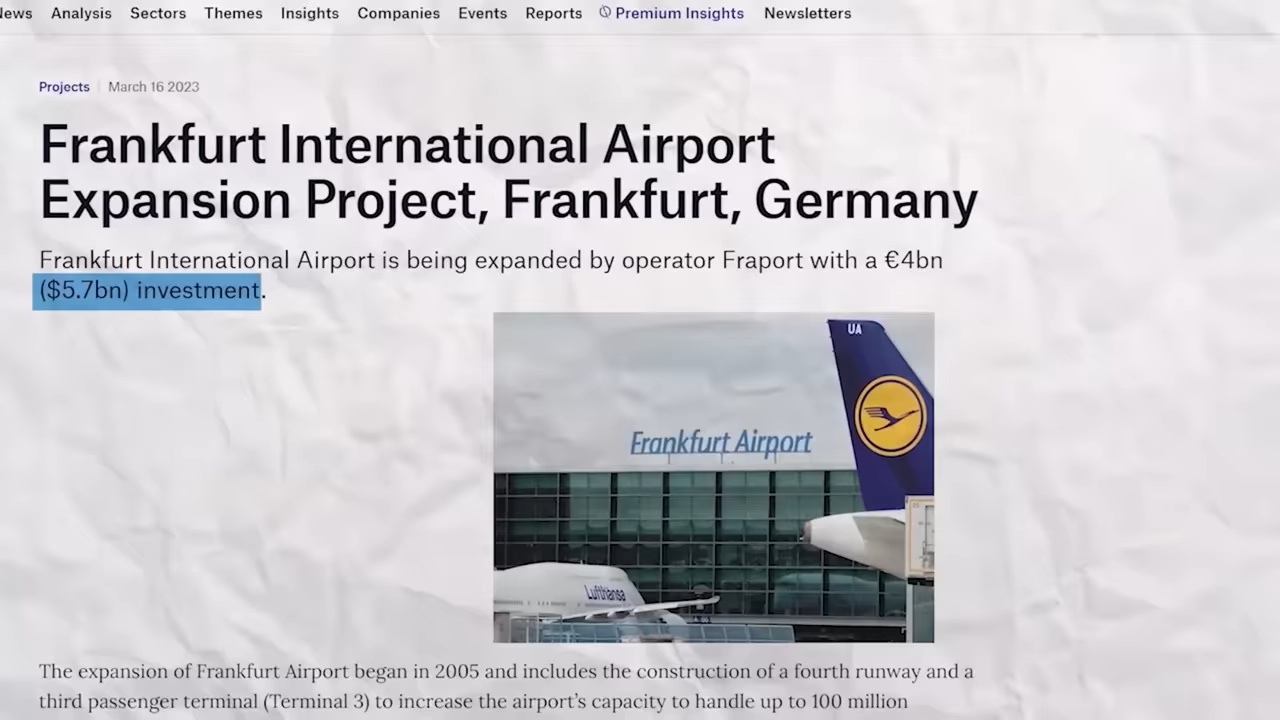 Analysis Sectors Themes Insights Companies Events Reports Premium Insights Newsletters
Projects | March 16 2023
Frankfurt International Airport
Expansion Project, Frankfurt, Germany
Frankfurt International Airport is being expanded by operator Fraport with a €4bn
($5.7bn) investment.
UA
Frankfurt Airport
Lufthansa
The expansion of Frankfurt Airport began in 2005 and includes the construction of a fourth runway and a
third passenger terminal (Terminal 3) to increase the airport’s capacity to handle up to 100 million